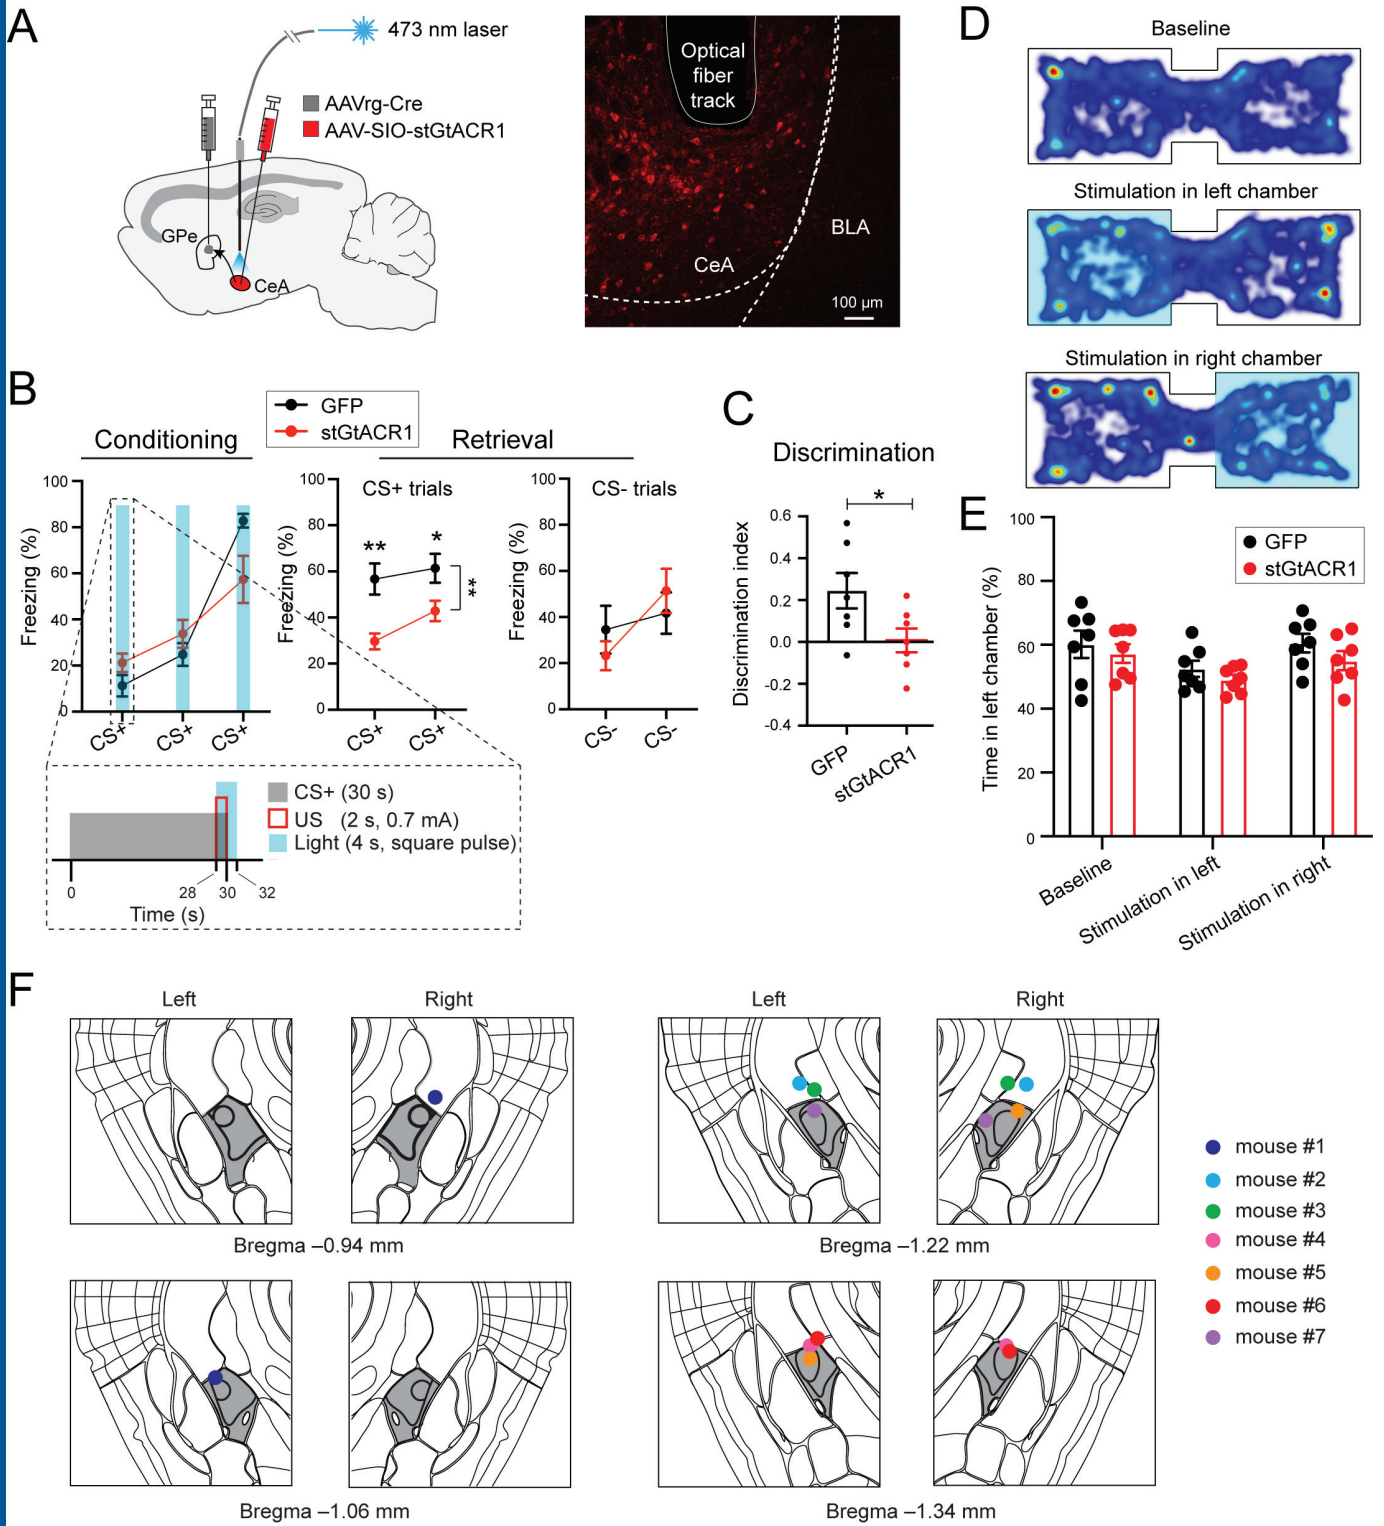 A
473 nm laser
AAVrg-Cre
AAV-SIO-stGtACR1
GPe
CeA
Optical
fiber
track
BLA
CeA
100 µm
B
GFP
stGtACR1
Conditioning
Retrieval
Freezing (%)
100
80
60
40
20
0
CS+
CS+
CS+
CS+ trials
Freezing (%)
100
80
60
40
20
0
**
*
**
CS+
CS+
CS- trials
Freezing (%)
100
80
60
40
20
0
CS-
CS-
CS+ (30 s)
US (2 s, 0.7 mA)
Light (4 s, square pulse)
0
28
30
32
Time (s)
C
Discrimination
*
Discrimination index
0.6
0.4
0.2
0.0
-0.2
-0.4
GFP
stGtACR1
D
Baseline
Stimulation in left chamber
Stimulation in right chamber
E
GFP
stGtACR1
Time in left chamber (%)
100
80
60
40
20
0
Baseline
Stimulation in left
Stimulation in right
F
Left
Right
Left
Right
Bregma –0.94 mm
Bregma –1.22 mm
Bregma –1.06 mm
Bregma –1.34 mm
mouse #1
mouse #2
mouse #3
mouse #4
mouse #5
mouse #6
mouse #7